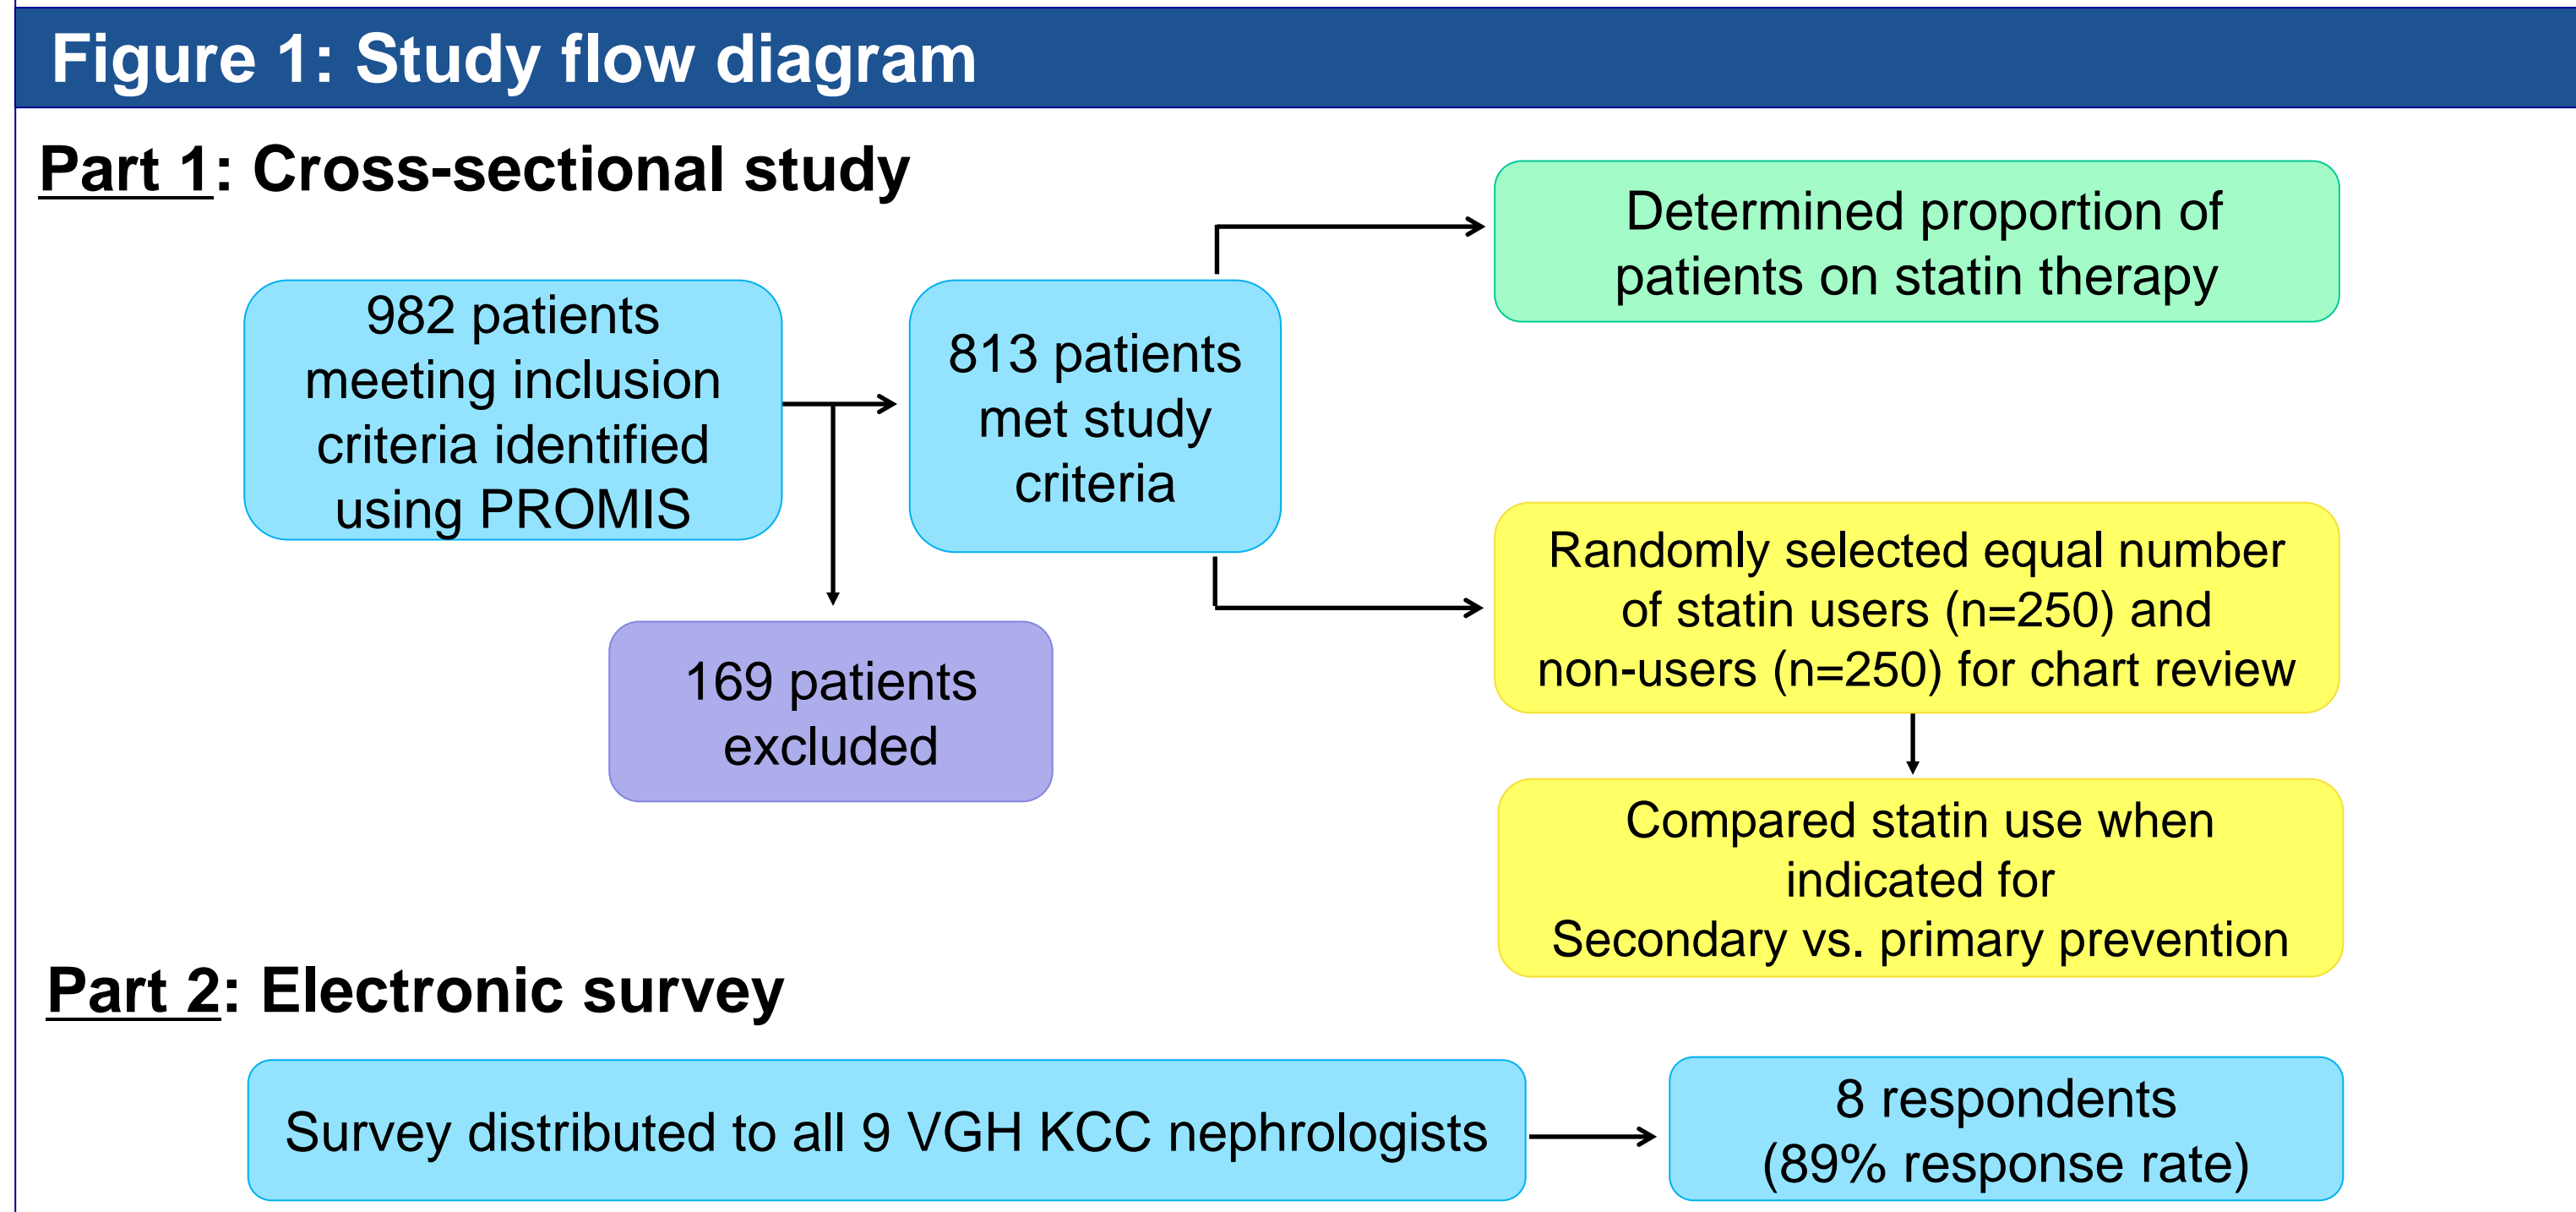 Figure 1: Study flow diagram
Part 1: Cross-sectional study
982 patients
meeting inclusion
criteria identified
using PROMIS
813 patients
met study
criteria
169 patients
excluded
Determined proportion of
patients on statin therapy
Randomly selected equal number
of statin users (n=250) and
non-users (n=250) for chart review
Compared statin use when
indicated for
Secondary vs. primary prevention
Part 2: Electronic survey
Survey distributed to all 9 VGH KCC nephrologists
8 respondents
(89% response rate)